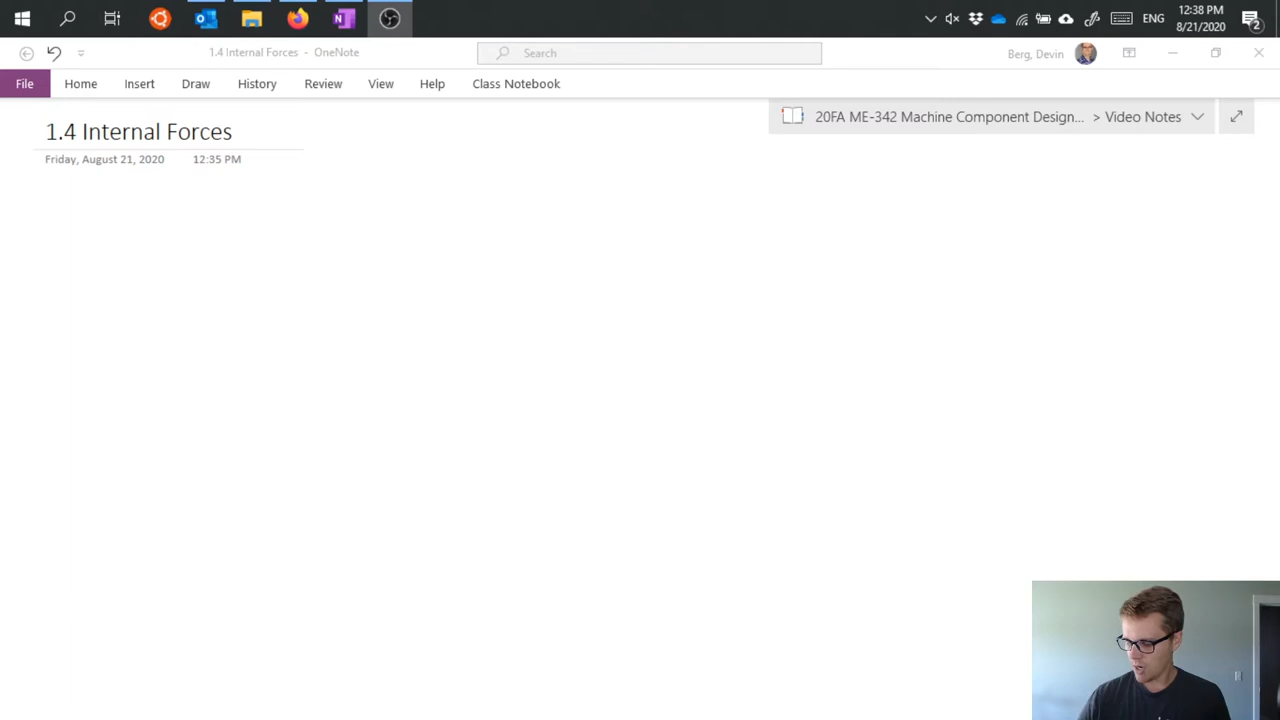 ENG
12:38 PM
8/21/2020
2
1.4 Internal Forces - OneNote
Search
Berg, Devin
File Home Insert Draw History Review View Help Class Notebook
20FA ME-342 Machine Component Design... > Video Notes
1.4 Internal Forces
Friday, August 21, 2020 12:35 PM